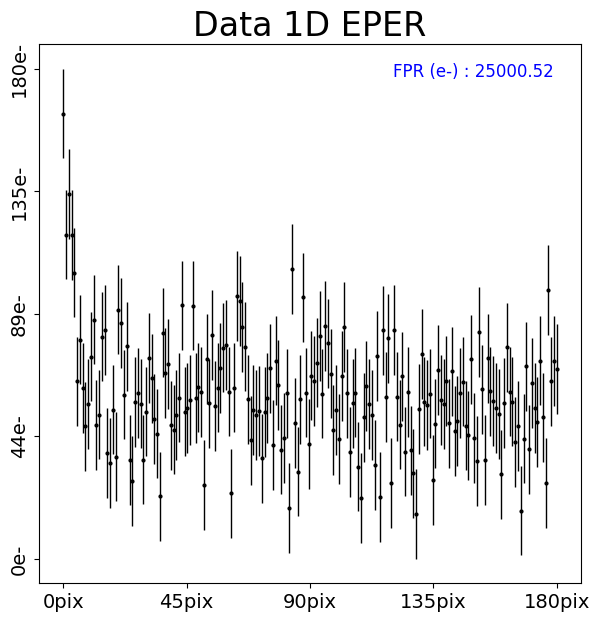 Data 1D EPER
FPR (e-) : 25000.52
180e-
135e-
89e-
44e-
0e-
0pix 45pix 90pix 135pix 180pix